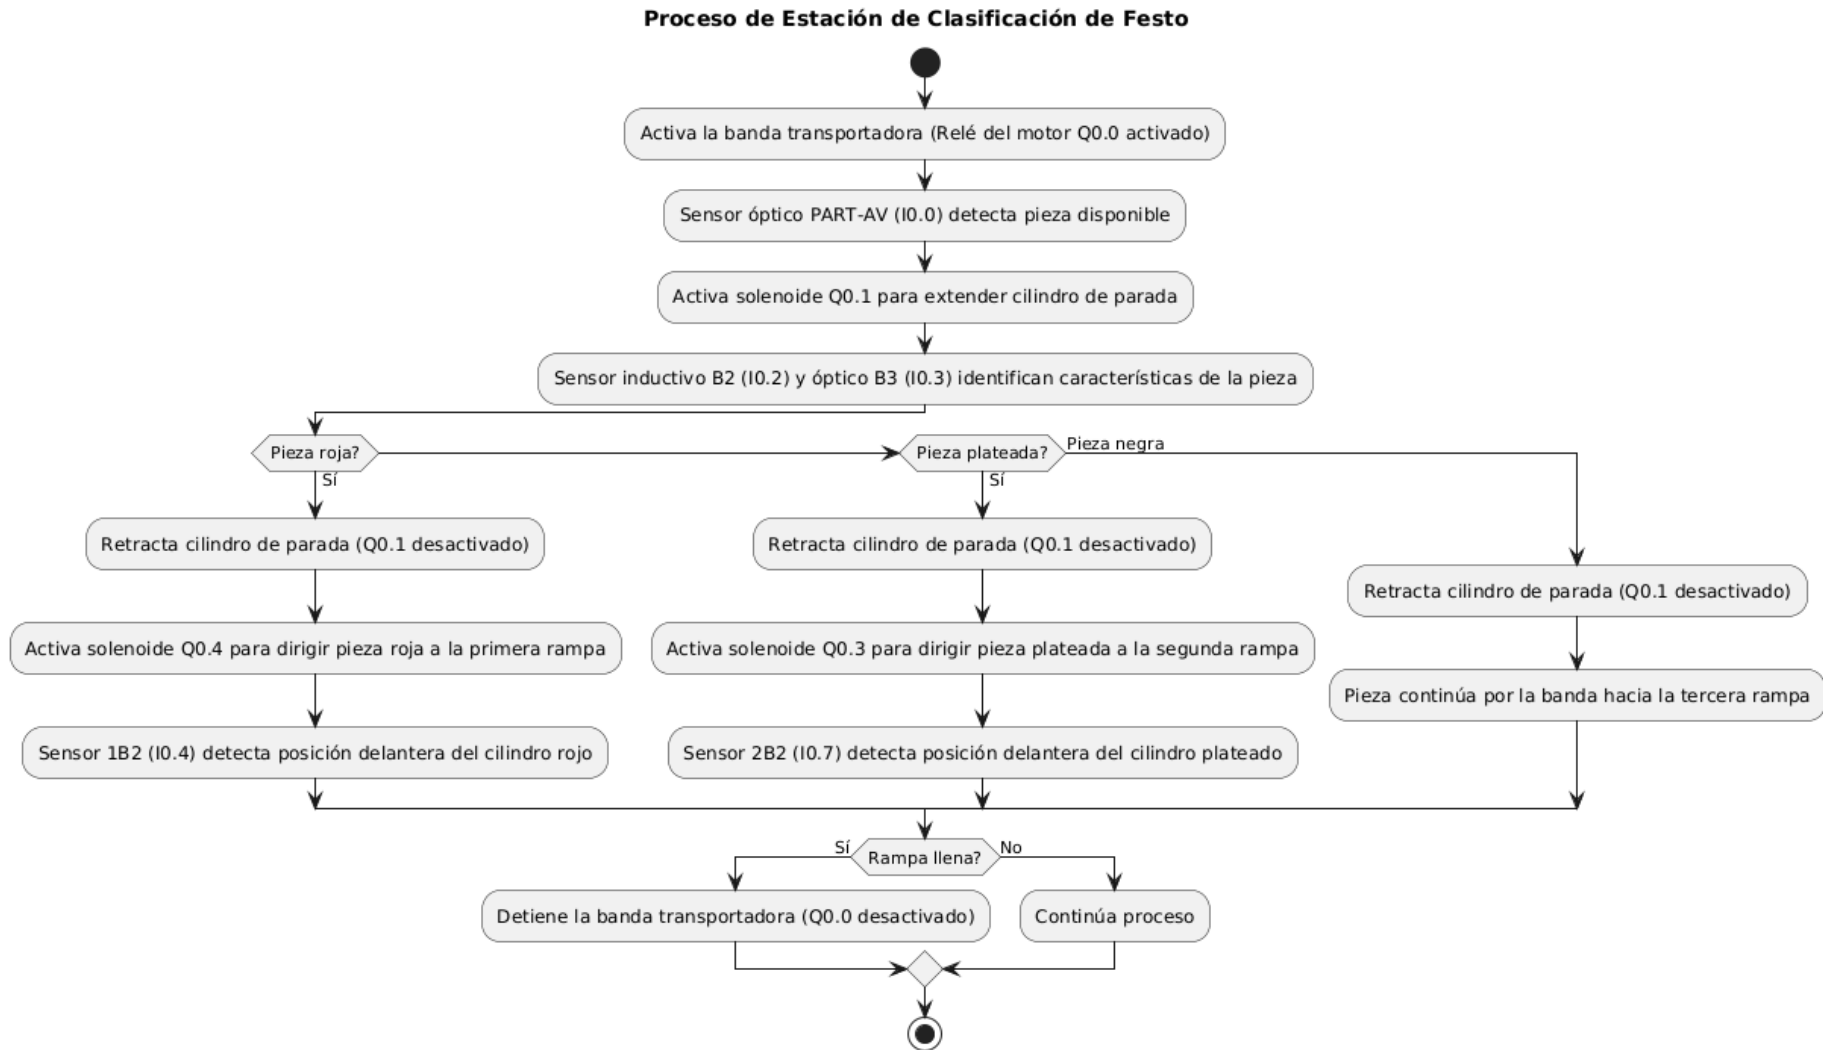 Proceso de Estación de Clasificación de Festo
Activa la banda transportadora (Relé del motor Q0.0 activado)
Sensor óptico PART-AV (I0.0) detecta pieza disponible
Activa solenoide Q0.1 para extender cilindro de parada
Sensor inductivo B2 (I0.2) y óptico B3 (I0.3) identifican características de la pieza
Pieza roja?
Sí
Retracta cilindro de parada (Q0.1 desactivado)
Activa solenoide Q0.4 para dirigir pieza roja a la primera rampa
Sensor 1B2 (I0.4) detecta posición delantera del cilindro rojo
Pieza plateada?
Sí
Retracta cilindro de parada (Q0.1 desactivado)
Activa solenoide Q0.3 para dirigir pieza plateada a la segunda rampa
Sensor 2B2 (I0.7) detecta posición delantera del cilindro plateado
Pieza negra
Retracta cilindro de parada (Q0.1 desactivado)
Pieza continúa por la banda hacia la tercera rampa
Rampa llena?
Sí
Detiene la banda transportadora (Q0.0 desactivado)
No
Continúa proceso